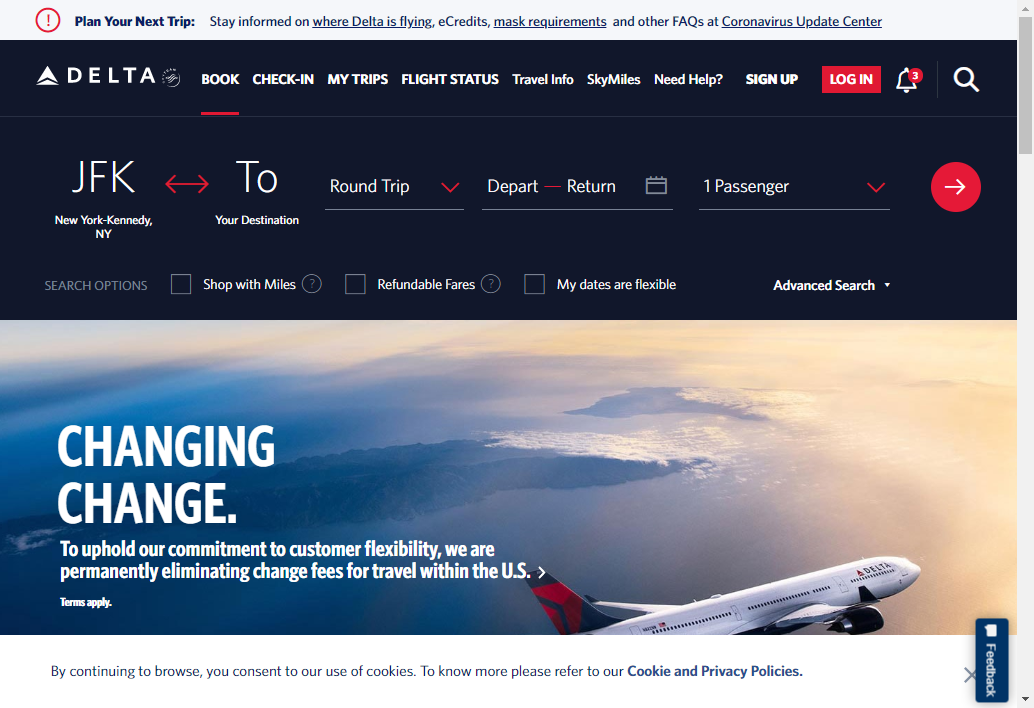 Plan Your Next Trip: Stay informed on where Delta is flying, eCredits, mask requirements and other FAQs at Coronavirus Update Center
DELTA BOOK CHECK-IN MY TRIPS FLIGHT STATUS Travel Info SkyMiles Need Help? SIGN UP LOG IN 3
JFK To Round Trip Depart — Return 1 Passenger
New York-Kennedy, Your Destination
NY
SEARCH OPTIONS Shop with Miles ? Refundable Fares ? My dates are flexible Advanced Search
CHANGING
CHANGE.
To uphold our commitment to customer flexibility, we are
permanently eliminating change fees for travel within the U.S.
Terms apply.
DELTA
By continuing to browse, you consent to our use of cookies. To know more please refer to our Cookie and Privacy Policies.
Feedback